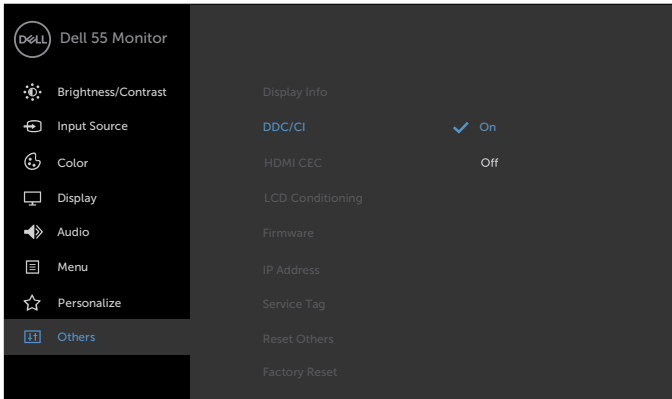 DELL Dell 55 Monitor
Brightness/Contrast
Display Info
Input Source
DDC/CI
On
Color
HDMI CEC
Off
Display
LCD Conditioning
Audio
Firmware
Menu
IP Address
Personalize
Service Tag
Others
Reset Others
Factory Reset